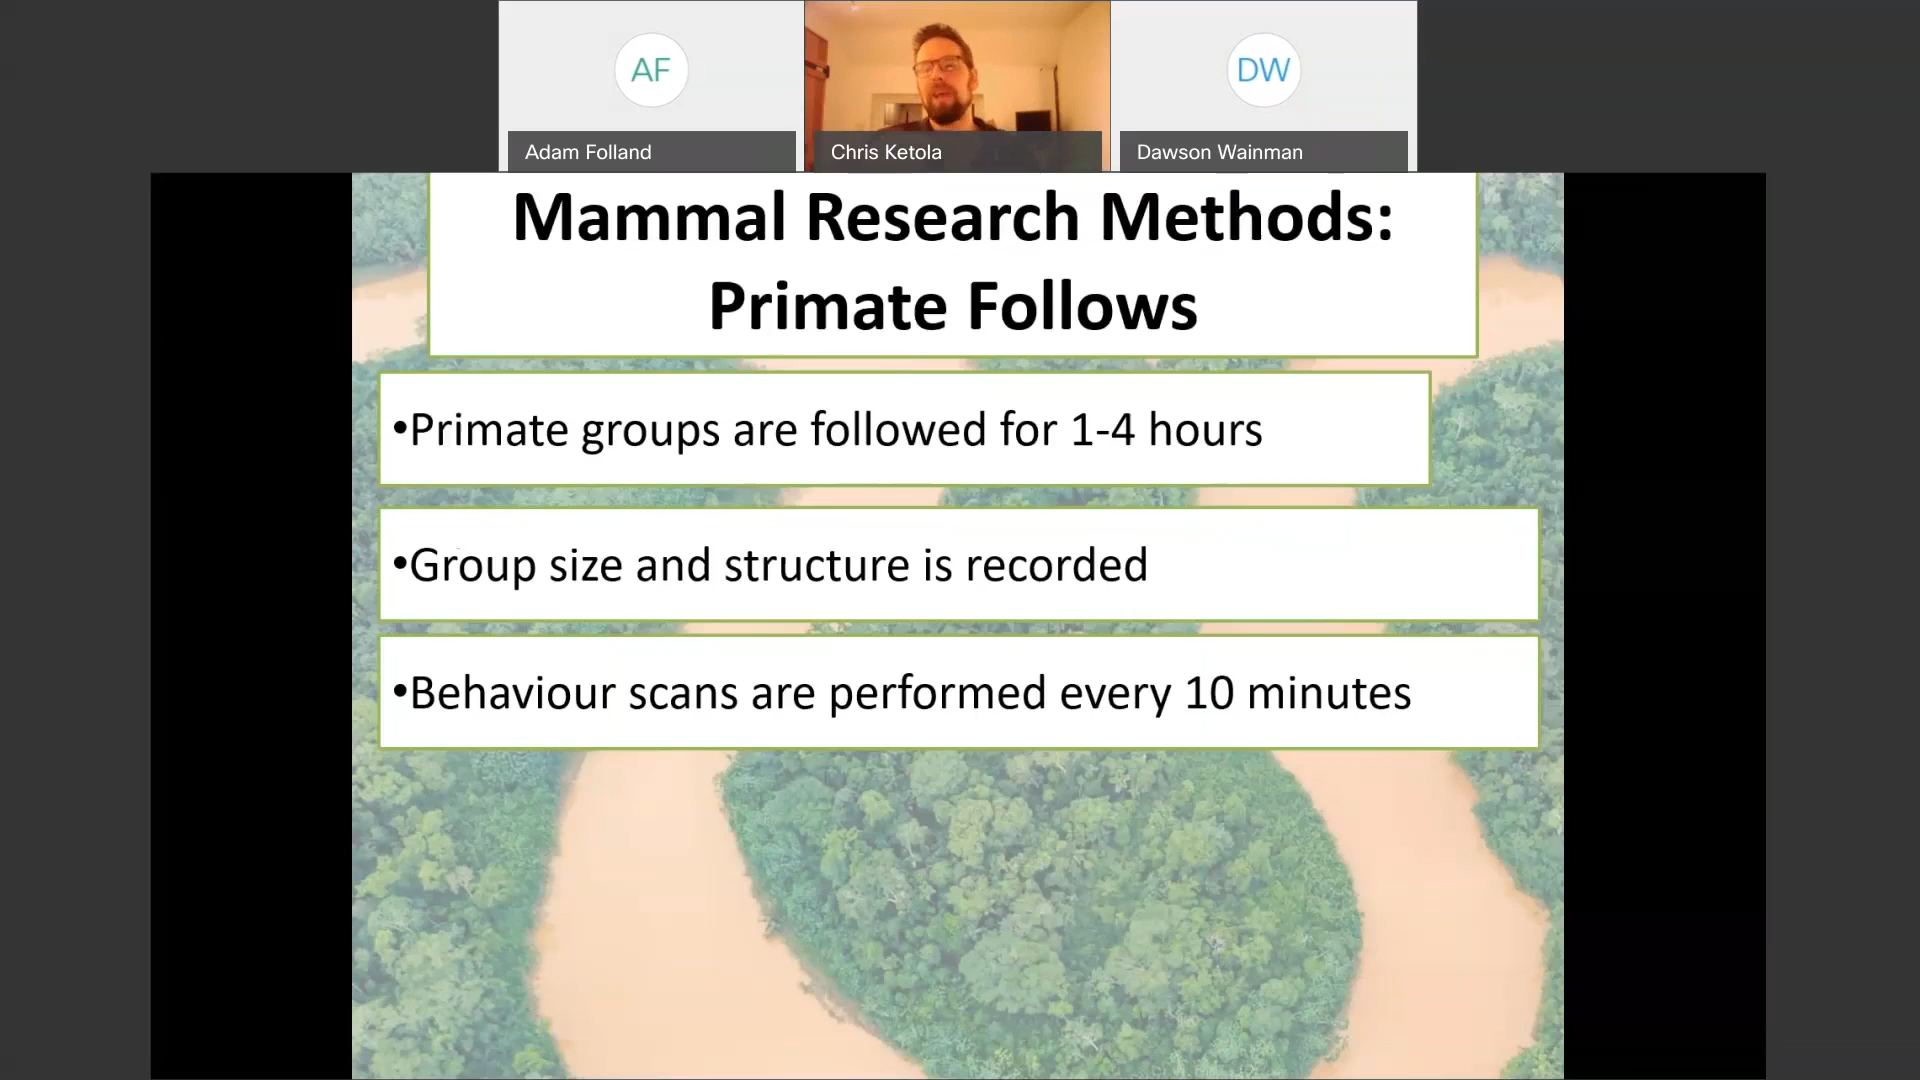 AF
DW
Adam Folland
Chris Ketola
Dawson Wainman
Mammal Research Methods:
Primate Follows
•Primate groups are followed for 1-4 hours
•Group size and structure is recorded
•Behaviour scans are performed every 10 minutes